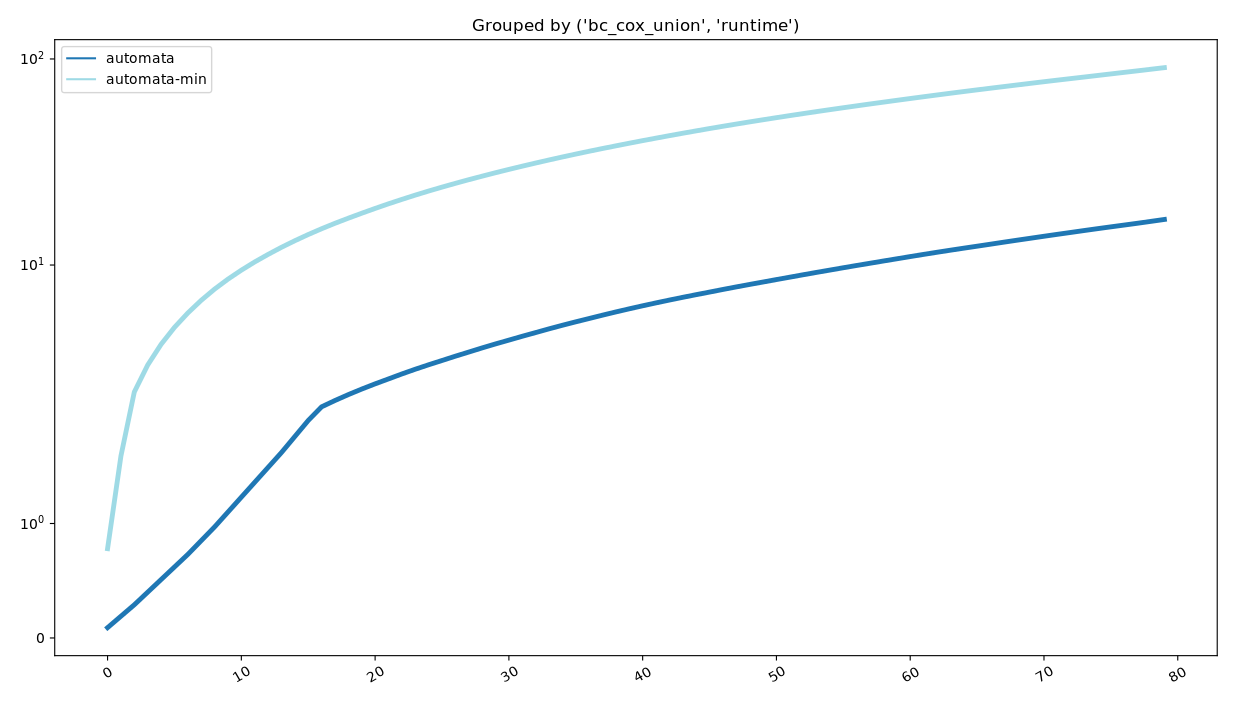 Grouped by ('bc_cox_union', 'runtime')
automata
automata-min
10²
10¹
10⁰
0
0 10 20 30 40 50 60 70 80